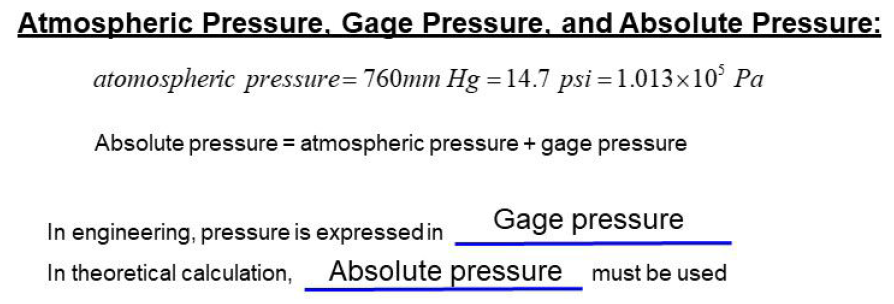 Atmospheric Pressure, Gage Pressure, and Absolute Pressure:
atomospheric pressure= 760mm Hg = 14.7 psi = 1.013×10⁵ Pa
Absolute pressure = atmospheric pressure + gage pressure
In engineering, pressure is expressed in Gage pressure
In theoretical calculation, Absolute pressure must be used